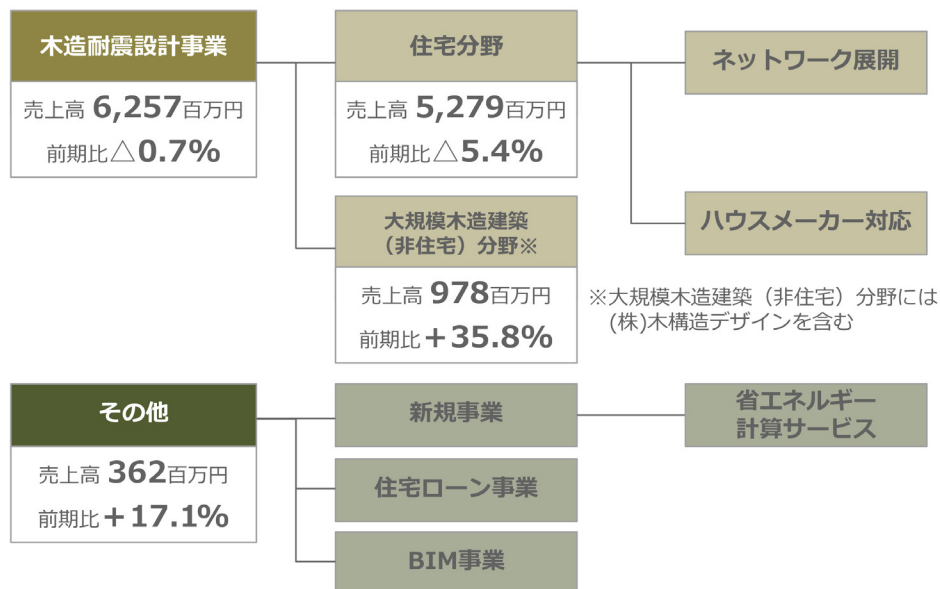 木造耐震設計事業
売上高 6,257百万円
前期比△0.7%
住宅分野
売上高 5,279百万円
前期比△5.4%
ネットワーク展開
ハウスメーカー対応
大規模木造建築
（非住宅）分野※
売上高 978百万円
前期比＋35.8%
※大規模木造建築（非住宅）分野には
(株)木構造デザインを含む
その他
売上高 362百万円
前期比＋17.1%
新規事業
省エネルギー
計算サービス
住宅ローン事業
BIM事業